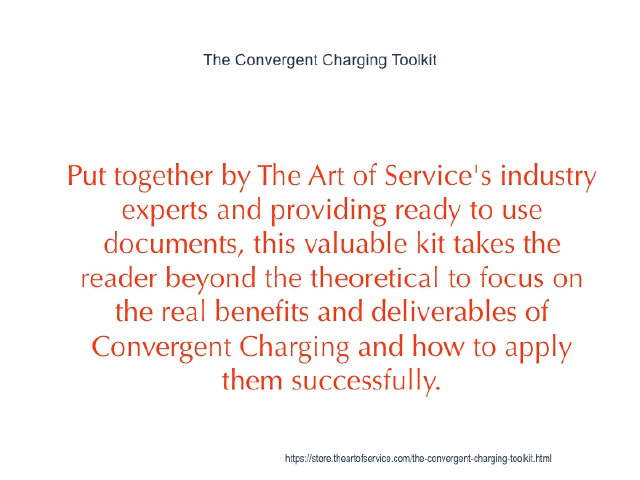 The Convergent Charging Toolkit
Put together by The Art of Service's industry
experts and providing ready to use
documents, this valuable kit takes the
reader beyond the theoretical to focus on
the real benefits and deliverables of
Convergent Charging and how to apply
them successfully.
https://store.theartofservice.com/the-convergent-charging-toolkit.html